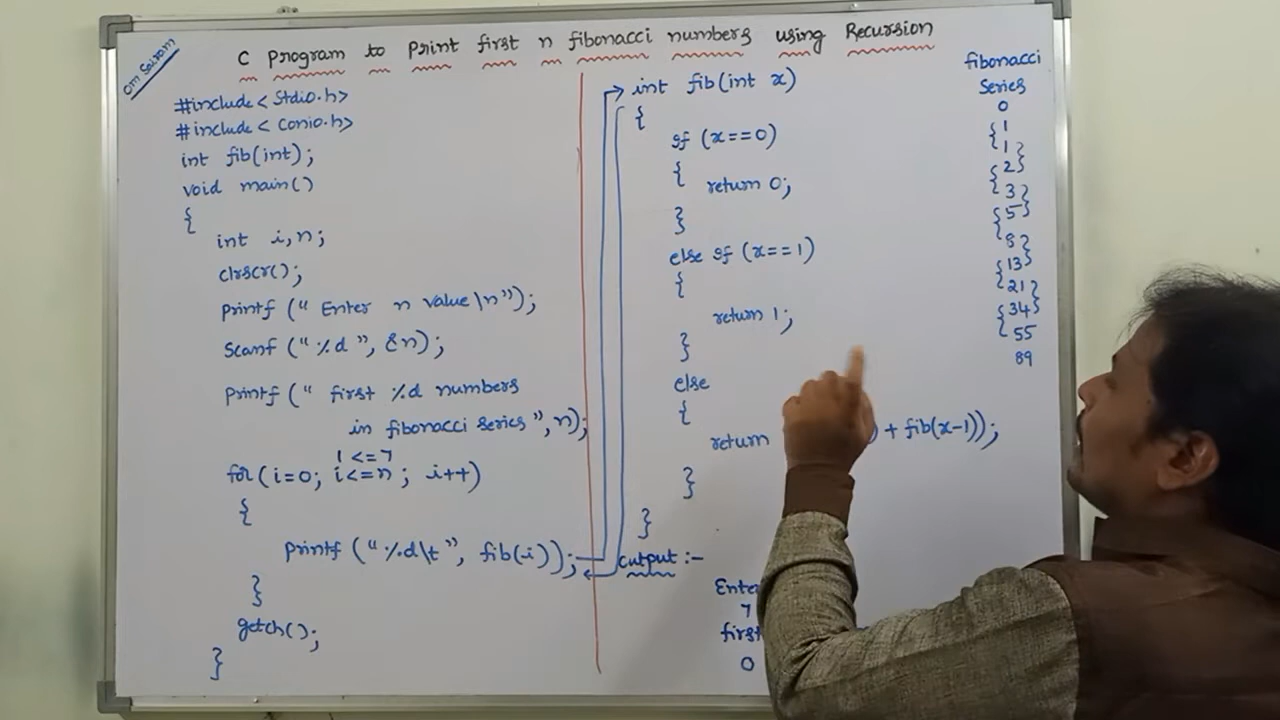 Om Sairam
C Program to Print first n fibonacci numbers using Recursion
#include < Stdio.h>
#include < Conio.h>
int fib(int);
void main()
{
int i,n;
clrscr();
Printf (" Enter n value\n");
Scanf ("%d", &n);
Printf (" first %d numbers
in fibonacci series", n);
1 <= 7
for (i=0; i<=n ; i++)
{
Printf ("%d\t", fib(i));
}
getch();
}
int fib(int x)
{
if (x==0)
{
return 0;
}
else if (x==1)
{
return 1;
}
else
{
return ) + fib(x-1));
}
}
Output :-
Ente
7
first
0
fibonacci
Series
0
1
1
2
3
5
8
13
21
34
55
89